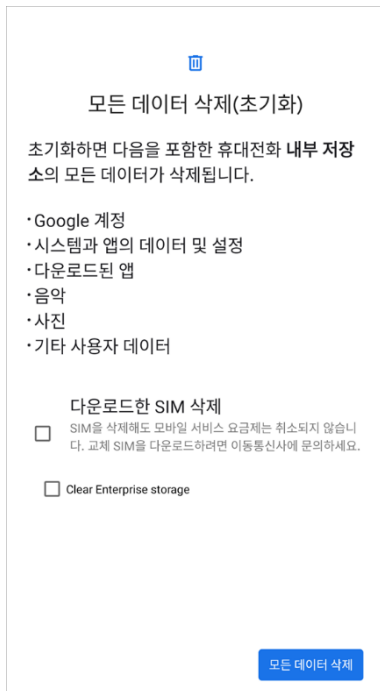 모든 데이터 삭제(초기화)
초기화하면 다음을 포함한 휴대전화 내부 저장
소의 모든 데이터가 삭제됩니다.
·Google 계정
·시스템과 앱의 데이터 및 설정
·다운로드된 앱
·음악
·사진
·기타 사용자 데이터
다운로드한 SIM 삭제
SIM을 삭제해도 모바일 서비스 요금제는 취소되지 않습니
다. 교체 SIM을 다운로드하려면 이동통신사에 문의하세요.
Clear Enterprise storage
모든 데이터 삭제